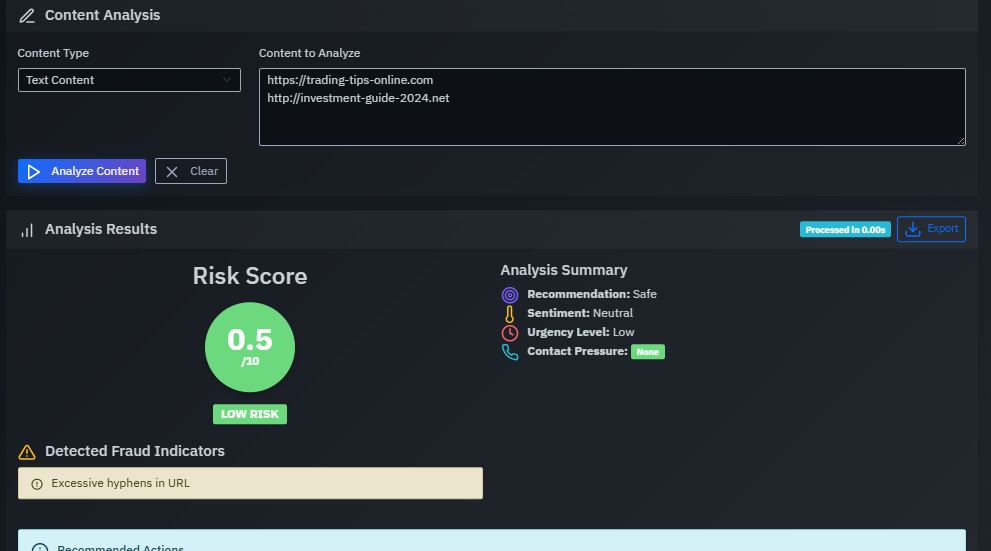 Content Analysis
Content Type
Content to Analyze
Text Content
https://trading-tips-online.com
http://investment-guide-2024.net
Analyze Content
Clear
Analysis Results
Processed in 0.00s
Export
Risk Score
0.5
/10
LOW RISK
Analysis Summary
Recommendation: Safe
Sentiment: Neutral
Urgency Level: Low
Contact Pressure: None
Detected Fraud Indicators
Excessive hyphens in URL
Recommended Actions